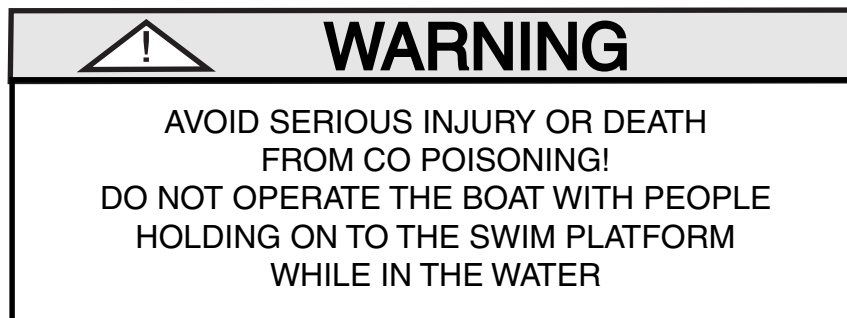 WARNING
AVOID SERIOUS INJURY OR DEATH
FROM CO POISONING!
DO NOT OPERATE THE BOAT WITH PEOPLE
HOLDING ON TO THE SWIM PLATFORM
WHILE IN THE WATER